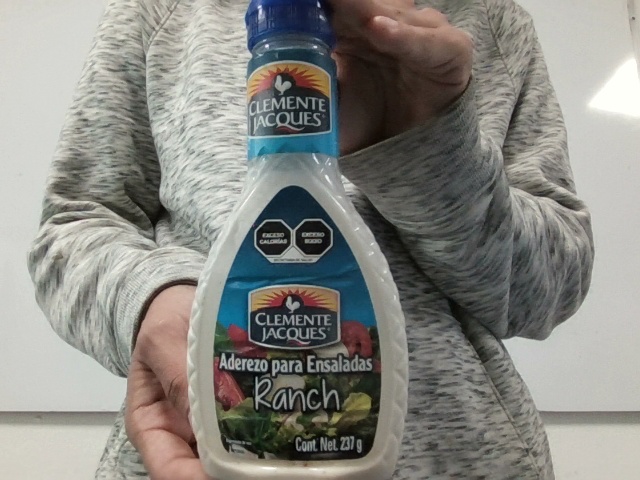 CLEMENTE
JACQUES
EXCESO
CALORÍAS
EXCESO
SODIO
CLEMENTE
JACQUES
Aderezo para Ensaladas
Ranch
Cont. Net. 237 g